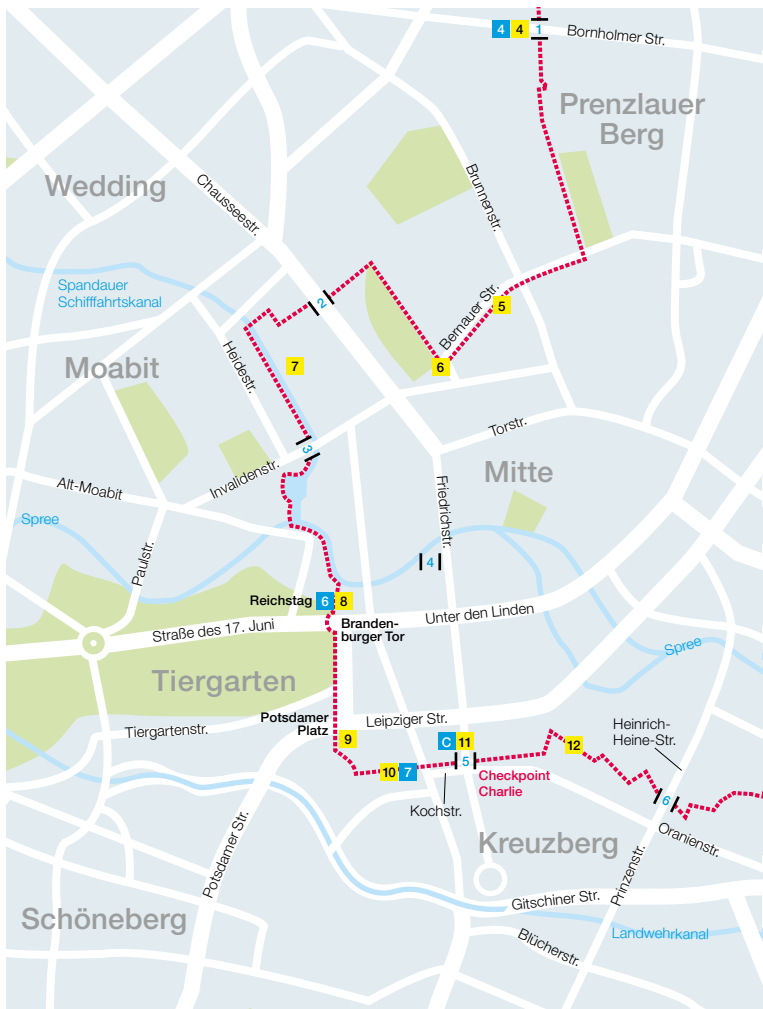 4 4 1
Bornholmer Str.
Prenzlauer
Berg
Wedding
Chausseestr.
Brunnenstr.
Spandauer
Schifffahrtskanal
2
Bernauer Str.
5
Heidestr.
7
6
Moabit
Torstr.
3
Invalidenstr.
Mitte
Alt-Moabit
Friedrichstr.
Spree
Paulstr.
4
Reichstag 6 8
Branden-
burger Tor
Unter den Linden
Straße des 17. Juni
Spree
Tiergarten
Potsdamer
Platz
Leipziger Str.
Tiergartenstr.
Heinrich-
Heine-Str.
9
C 11
12
5
10 7
Checkpoint
Charlie
Kochstr.
6
Oranienstr.
Potsdamer Str.
Kreuzberg
Prinzenstr.
Gitschiner Str.
Schöneberg
Landwehrkanal
Blücherstr.